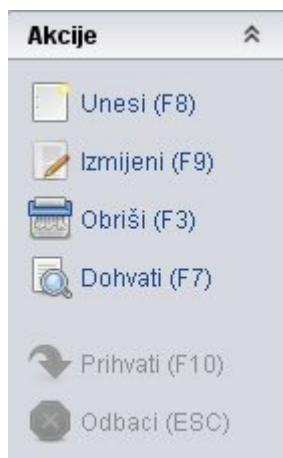 Akcije
Unesi (F8)
Izmijeni (F9)
Obriši (F3)
Dohvati (F7)
Prihvati (F10)
Odbaci (ESC)